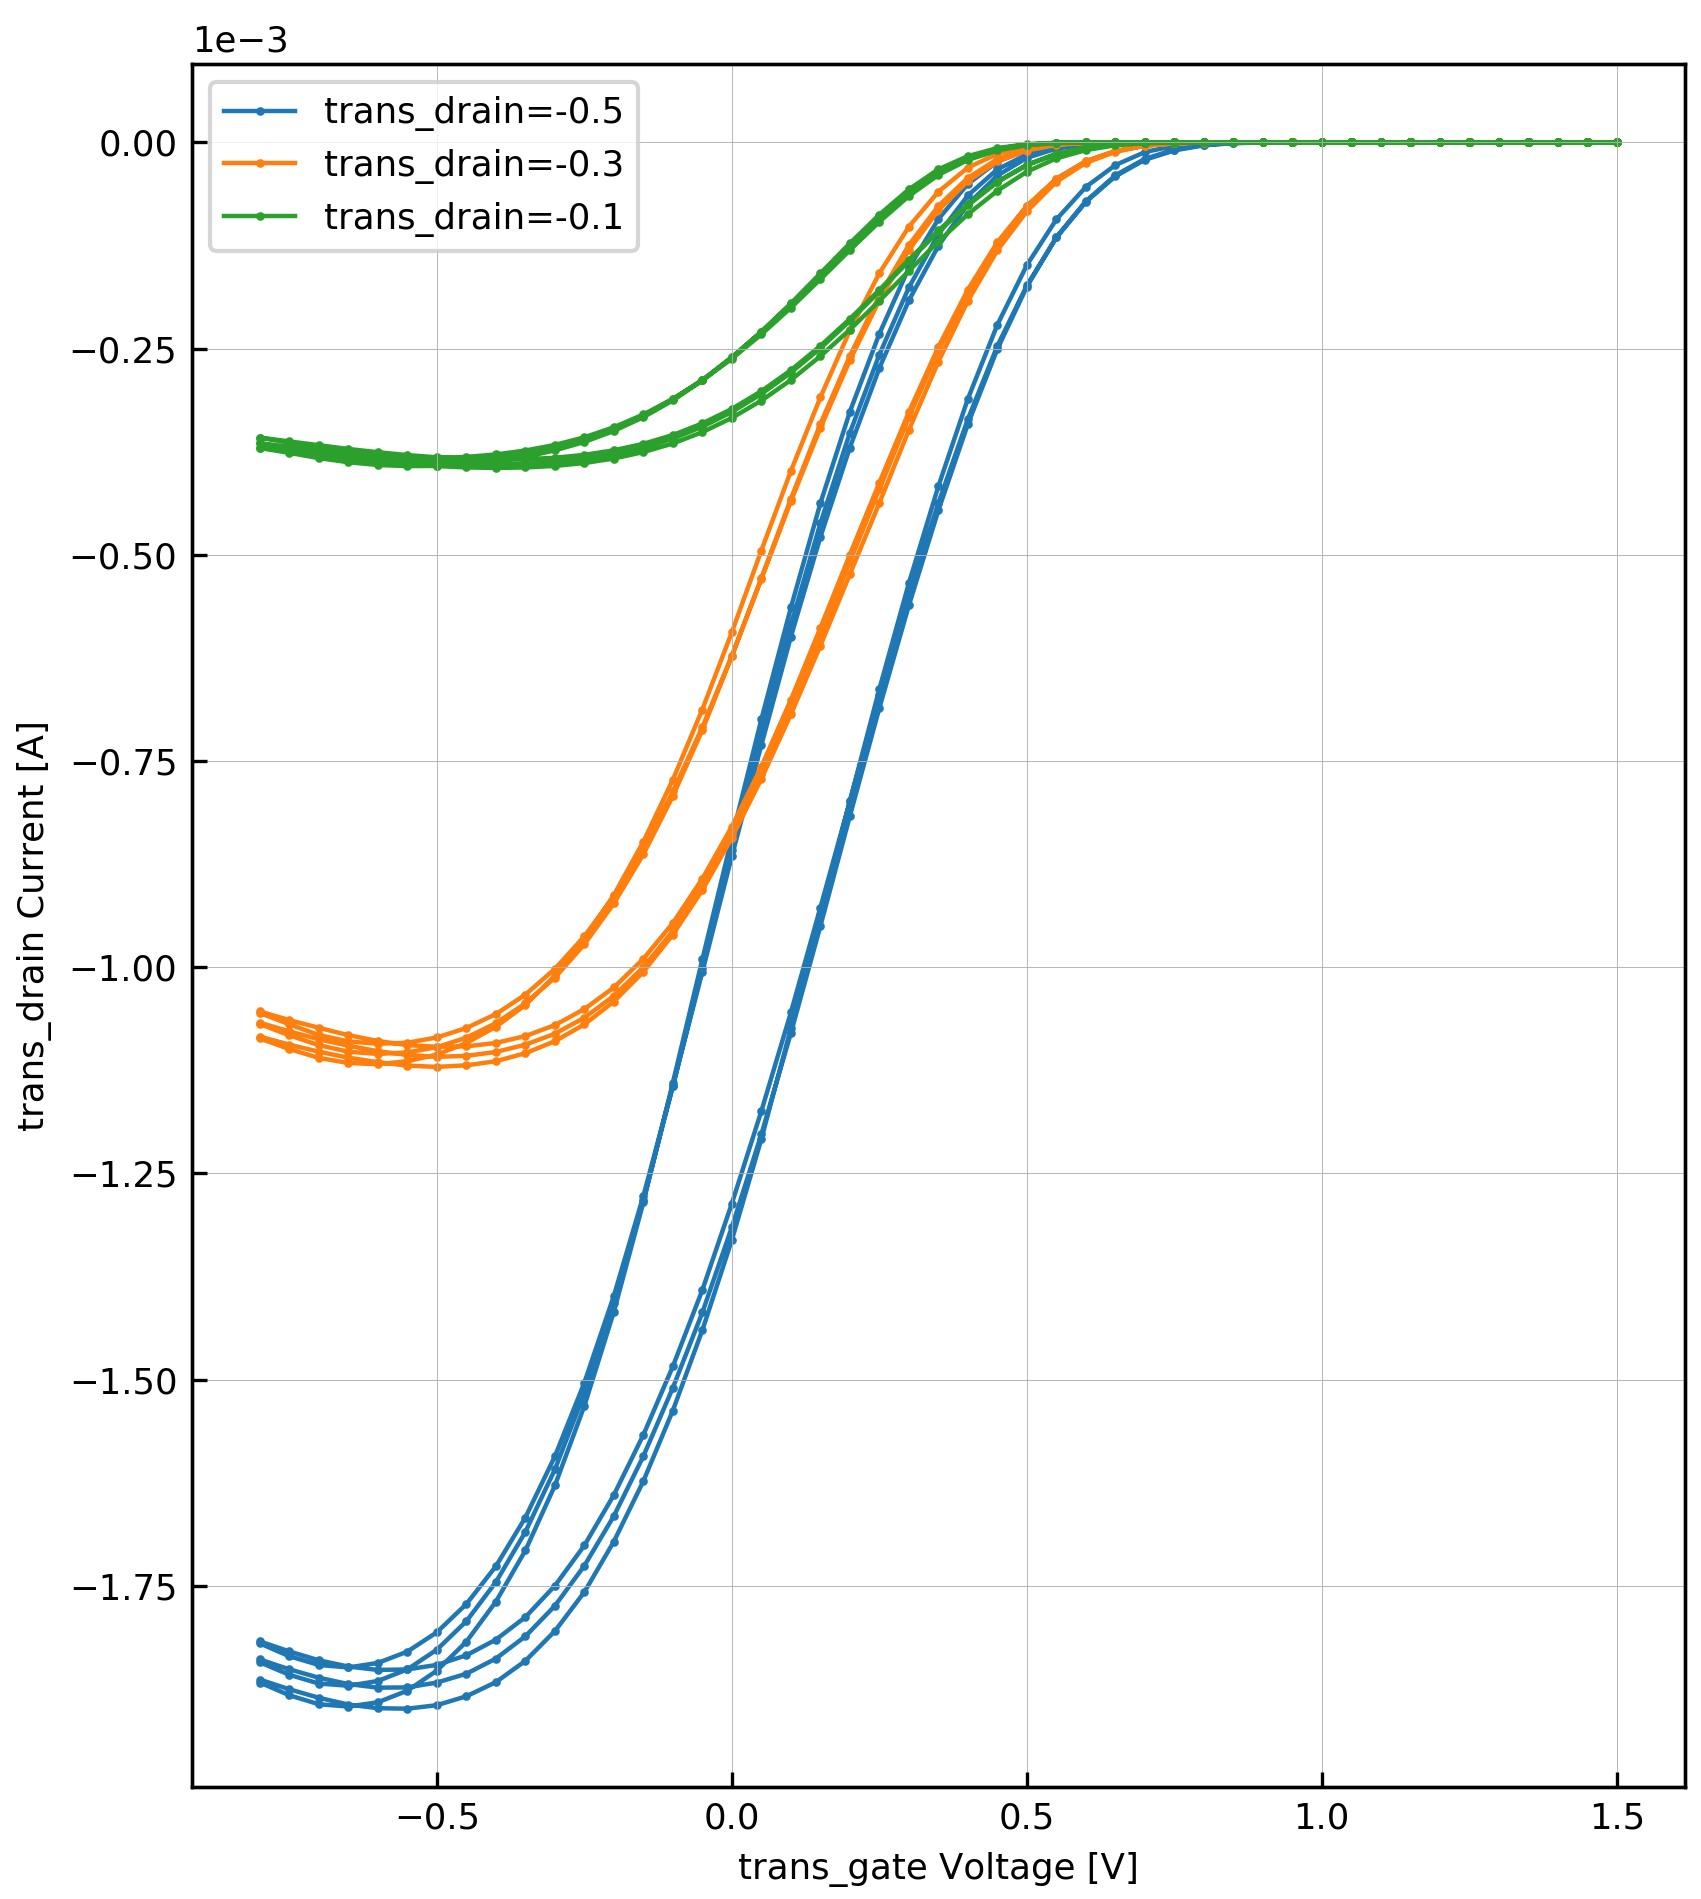 1e−3
trans_drain=-0.5
trans_drain=-0.3
trans_drain=-0.1
0.00
−0.25
−0.50
−0.75
−1.00
−1.25
−1.50
−1.75
trans_drain Current [A]
−0.5 0.0 0.5 1.0 1.5
trans_gate Voltage [V]